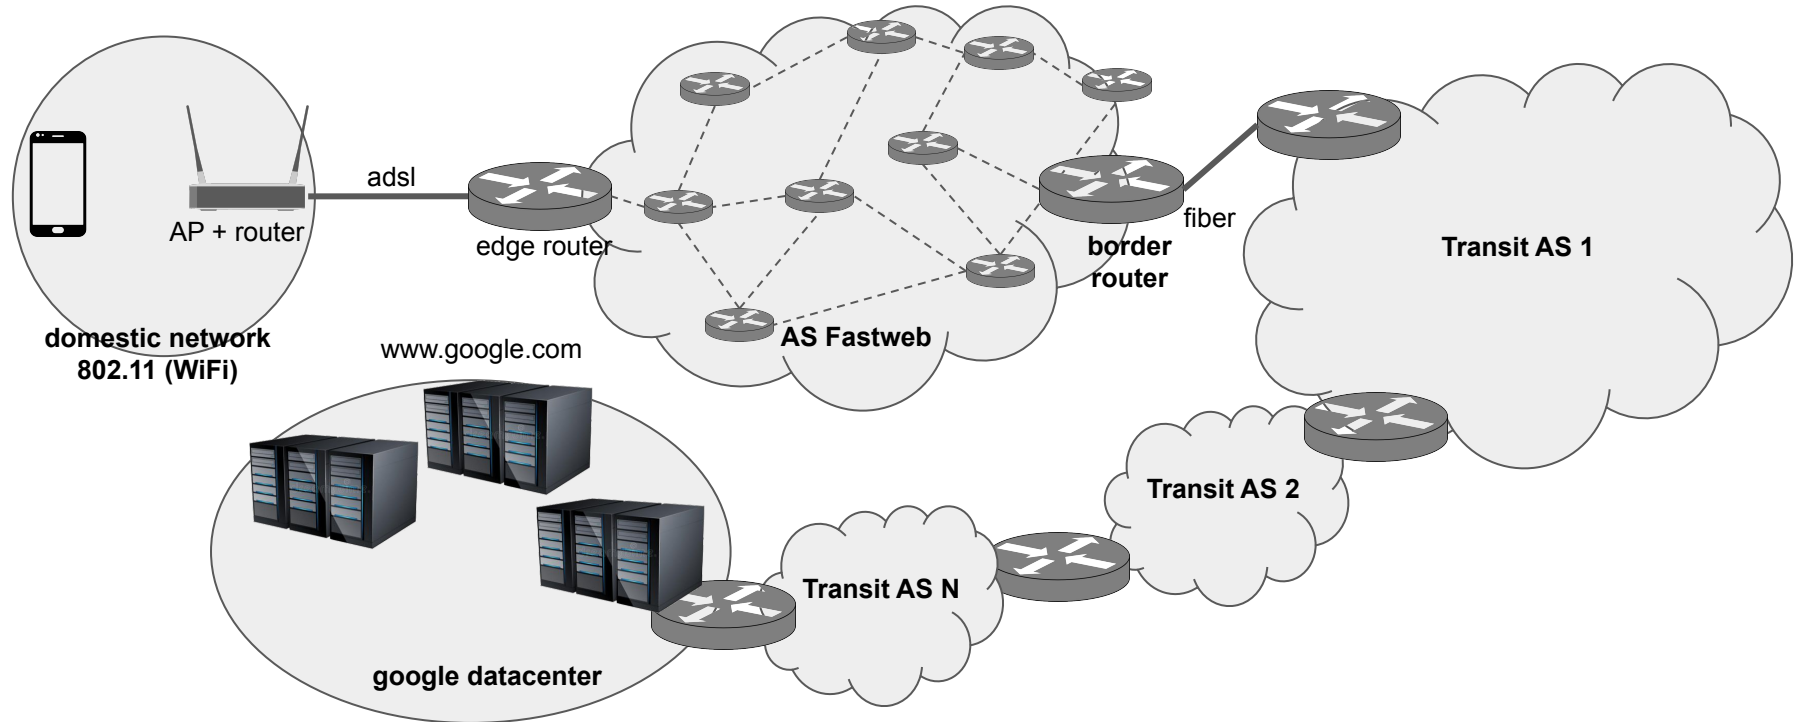 adsl
AP + router
edge router
fiber
border
router
Transit AS 1
domestic network
802.11 (WiFi)
AS Fastweb
www.google.com
Transit AS 2
Transit AS N
google datacenter